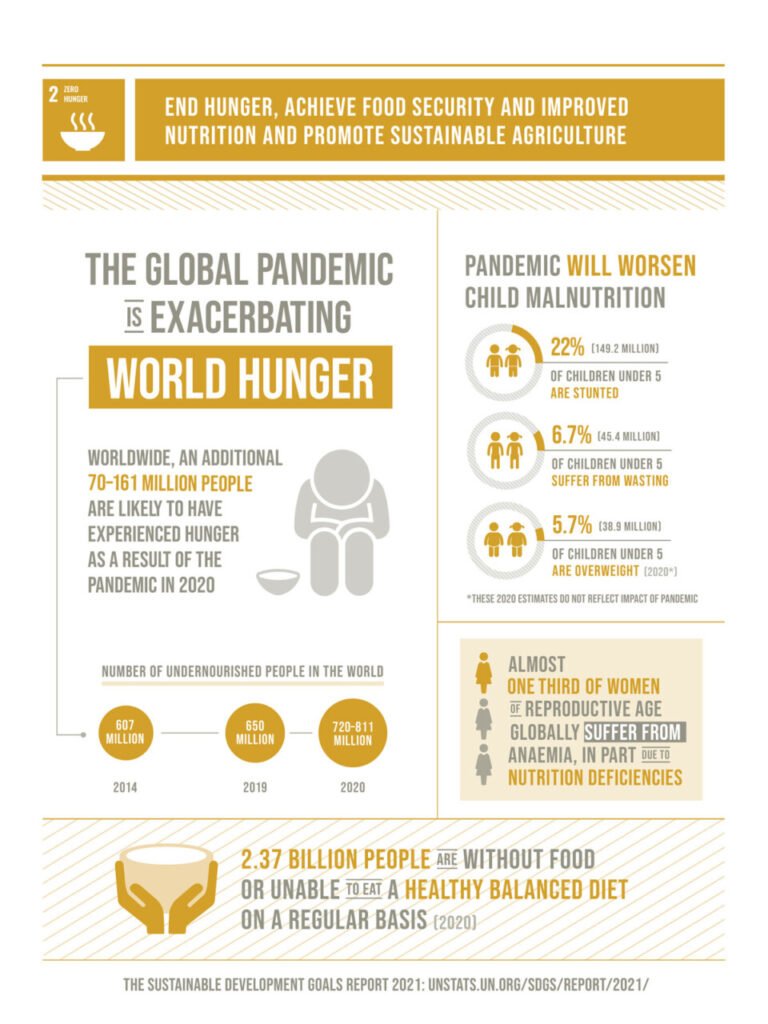 2 ZERO
HUNGER
END HUNGER, ACHIEVE FOOD SECURITY AND IMPROVED
NUTRITION AND PROMOTE SUSTAINABLE AGRICULTURE
THE GLOBAL PANDEMIC
IS EXACERBATING
WORLD HUNGER
WORLDWIDE, AN ADDITIONAL
70-161 MILLION PEOPLE
ARE LIKELY TO HAVE
EXPERIENCED HUNGER
AS A RESULT OF THE
PANDEMIC IN 2020
NUMBER OF UNDERNOURISHED PEOPLE IN THE WORLD
607
MILLION
650
MILLION
720-811
MILLION
2014
2019
2020
PANDEMIC WILL WORSEN
CHILD MALNUTRITION
22% (149.2 MILLION)
OF CHILDREN UNDER 5
ARE STUNTED
6.7% (45.4 MILLION)
OF CHILDREN UNDER 5
SUFFER FROM WASTING
5.7% (38.9 MILLION)
OF CHILDREN UNDER 5
ARE OVERWEIGHT (2020*)
*THESE 2020 ESTIMATES DO NOT REFLECT IMPACT OF PANDEMIC
ALMOST
ONE THIRD OF WOMEN
OF REPRODUCTIVE AGE
GLOBALLY SUFFER FROM
ANAEMIA, IN PART DUE TO
NUTRITION DEFICIENCIES
2.37 BILLION PEOPLE ARE WITHOUT FOOD
OR UNABLE TO EAT A HEALTHY BALANCED DIET
ON A REGULAR BASIS (2020)
THE SUSTAINABLE DEVELOPMENT GOALS REPORT 2021: UNSTATS.UN.ORG/SDGS/REPORT/2021/